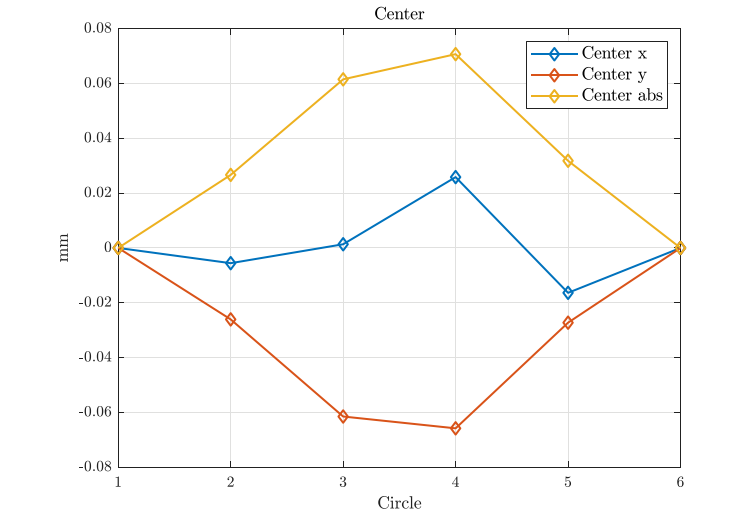 Center
0.08
0.06
0.04
0.02
0
-0.02
-0.04
-0.06
-0.08
mm
Center x
Center y
Center abs
1 2 3 4 5 6
Circle